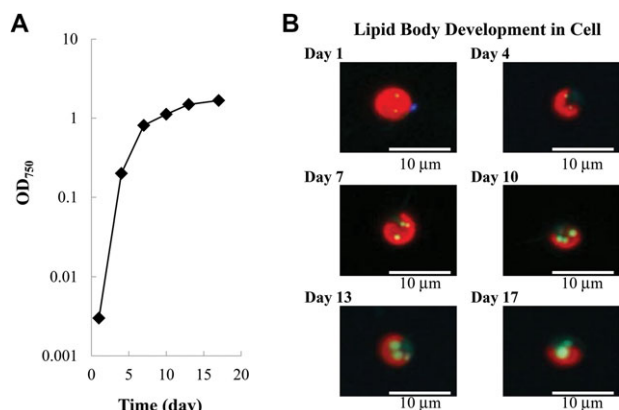 A
10
1
0.1
0.01
0.001
OD750
0
5
10
15
20
Time (day)
B
Lipid Body Development in Cell
Day 1
Day 4
10 μm
10 μm
Day 7
Day 10
10 μm
10 μm
Day 13
Day 17
10 μm
10 μm